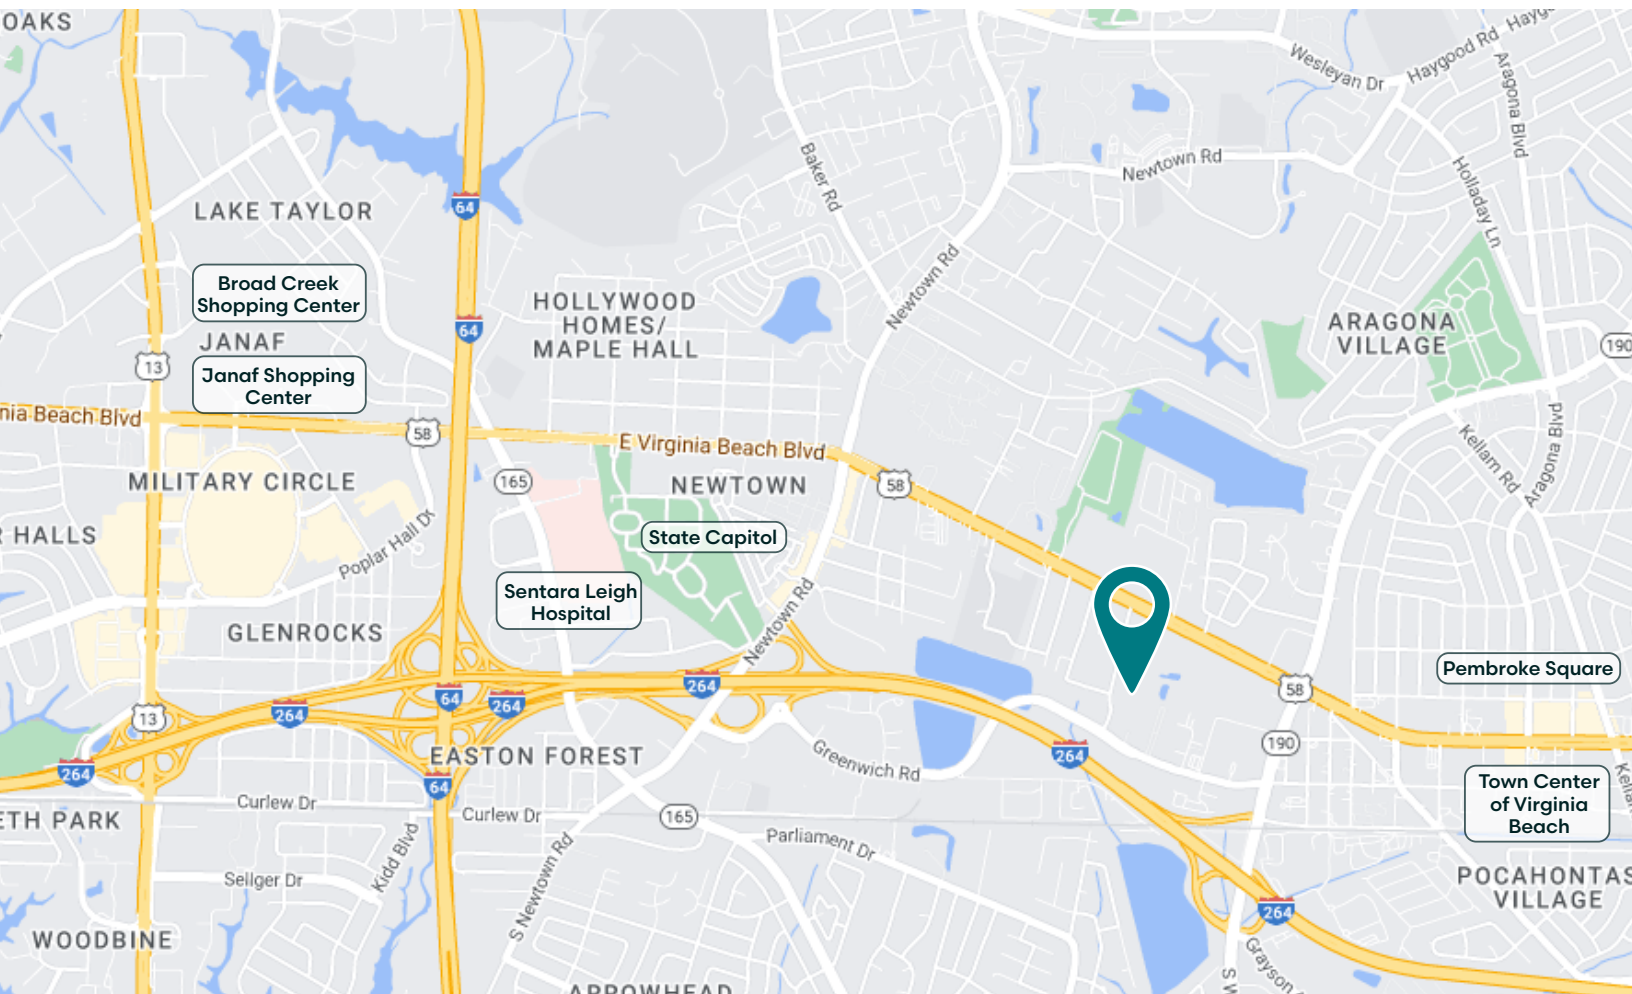 OAKS
Wesleyan Dr
Haygood Rd
Aragona Blvd
Baker Rd
Newtown Rd
Holladay Ln
64
LAKE TAYLOR
Newtown Rd
Broad Creek
Shopping Center
HOLLYWOOD
HOMES/
MAPLE HALL
64
JANAF
ARAGONA
VILLAGE
190
13
Janaf Shopping
Center
nia Beach Blvd
58
E Virginia Beach Blvd
Kellam Rd
Aragona Blvd
MILITARY CIRCLE
165
NEWTOWN
58
R HALLS
Poplar Hall Dr
State Capitol
Sentara Leigh
Hospital
Newtown Rd
GLENROCKS
Pembroke Square
64
264
264
264
58
13
190
EASTON FOREST
Greenwich Rd
264
264
64
Town Center
of Virginia
Beach
Curlew Dr
Curlew Dr
165
ETH PARK
Parliament Dr
Kidd Blvd
Sellger Dr
S Newtown Rd
POCAHONTAS
VILLAGE
264
WOODBINE
Grayson
S W
ARROWHEAD